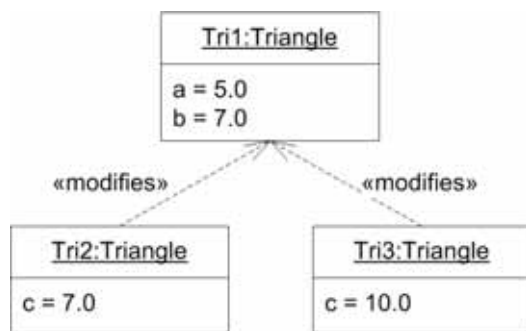 Tri1:Triangle
a = 5.0
b = 7.0
«modifies»
«modifies»
Tri2:Triangle
c = 7.0
Tri3:Triangle
c = 10.0